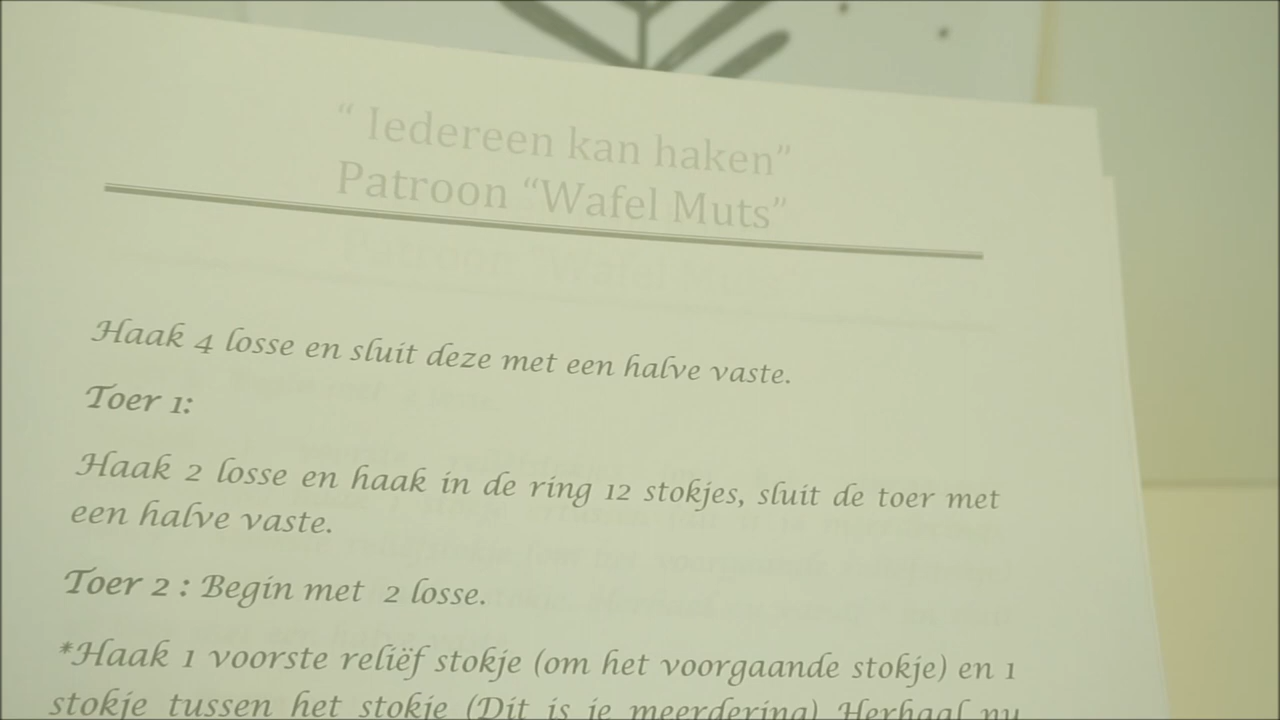 “ Iedereen kan haken”
Patroon “Wafel Muts”
Haak 4 losse en sluit deze met een halve vaste.
Toer 1:
Haak 2 losse en haak in de ring 12 stokjes, sluit de toer met
een halve vaste.
Toer 2 : Begin met 2 losse.
*Haak 1 voorste reliëf stokje (om het voorgaande stokje) en 1
stokje tussen het stokje (Dit is je meerdering) Herhaal nu